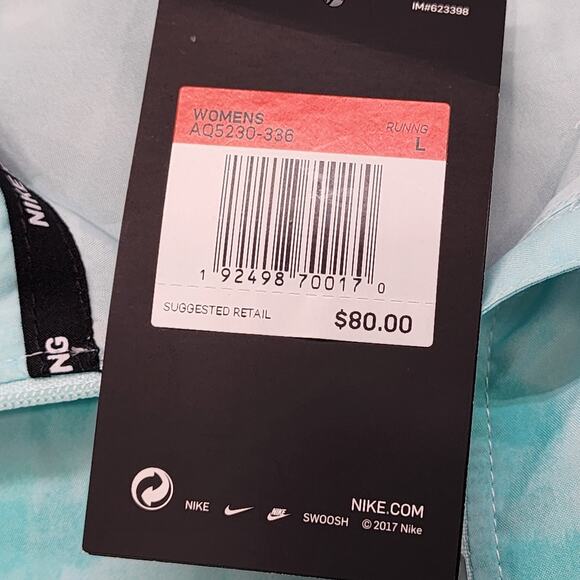 IM#623398
WOMENS
AQ5230-336
RUNNG
L
1 92498 70017 0
SUGGESTED RETAIL
$80.00
NIKE
NG
NIKE
SWOOSH
NIKE.COM
© 2017 Nike